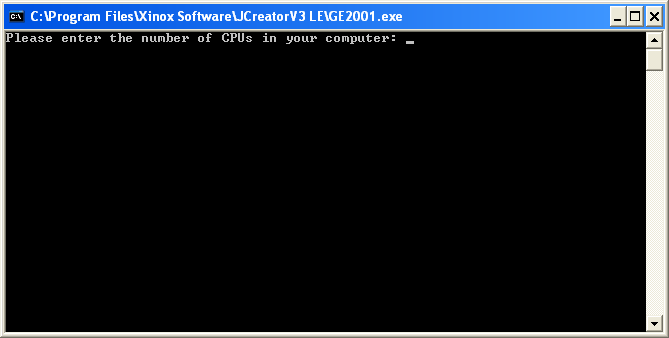 C:\Program Files\Xinox Software\JCreatorV3 LE\GE2001.exe
Please enter the number of CPUs in your computer: _